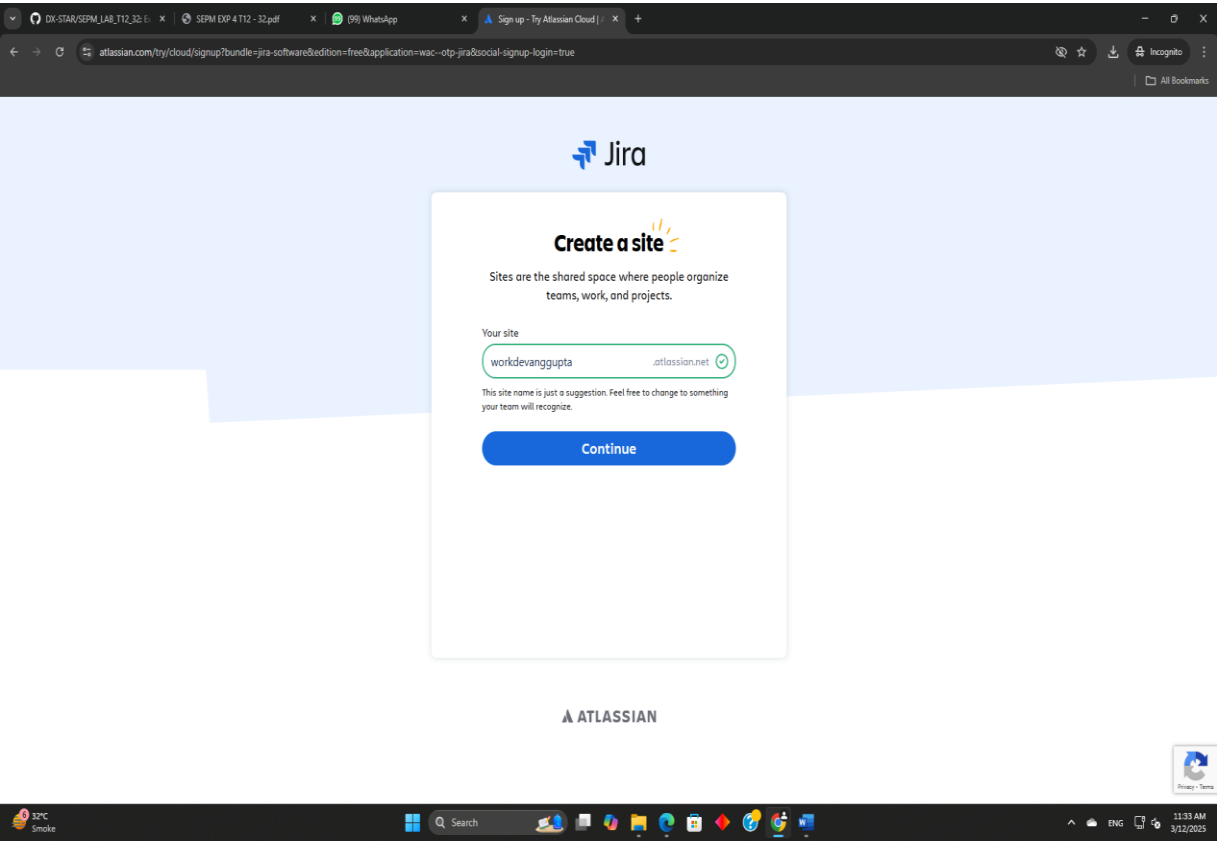 DX-STAR/SEPM_LAB_T12_32: E
SEPM EXP 4 T12 - 32.pdf
(99) WhatsApp
Sign up - Try Atlassian Cloud |
atlassian.com/try/cloud/signup?bundle=jira-software&edition=free&application=wac--otp-jira&social-signup-login=true
Incognito
All Bookmarks
Jira
Create a site
Sites are the shared space where people organize
teams, work, and projects.
Your site
workdevanggupta .atlassian.net
This site name is just a suggestion. Feel free to change to something
your team will recognize.
Continue
ATLASSIAN
Privacy - Terms
32°C
Smoke
Search
ENG
11:33 AM
3/12/2025